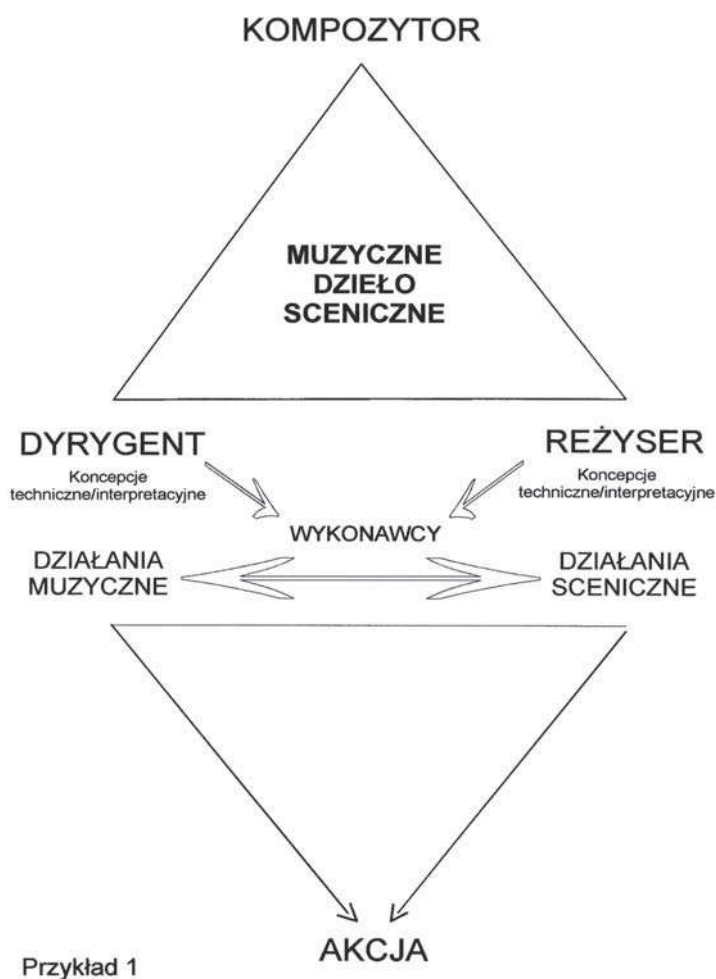 KOMPOZYTOR
MUZYCZNE
DZIEŁO
SCENICZNE
DYRYGENT
Koncepcje
techniczne/interpretacyjne
REŻYSER
Koncepcje
techniczne/interpretacyjne
WYKONAWCY
DZIAŁANIA
MUZYCZNE
DZIAŁANIA
SCENICZNE
AKCJA
Przykład 1